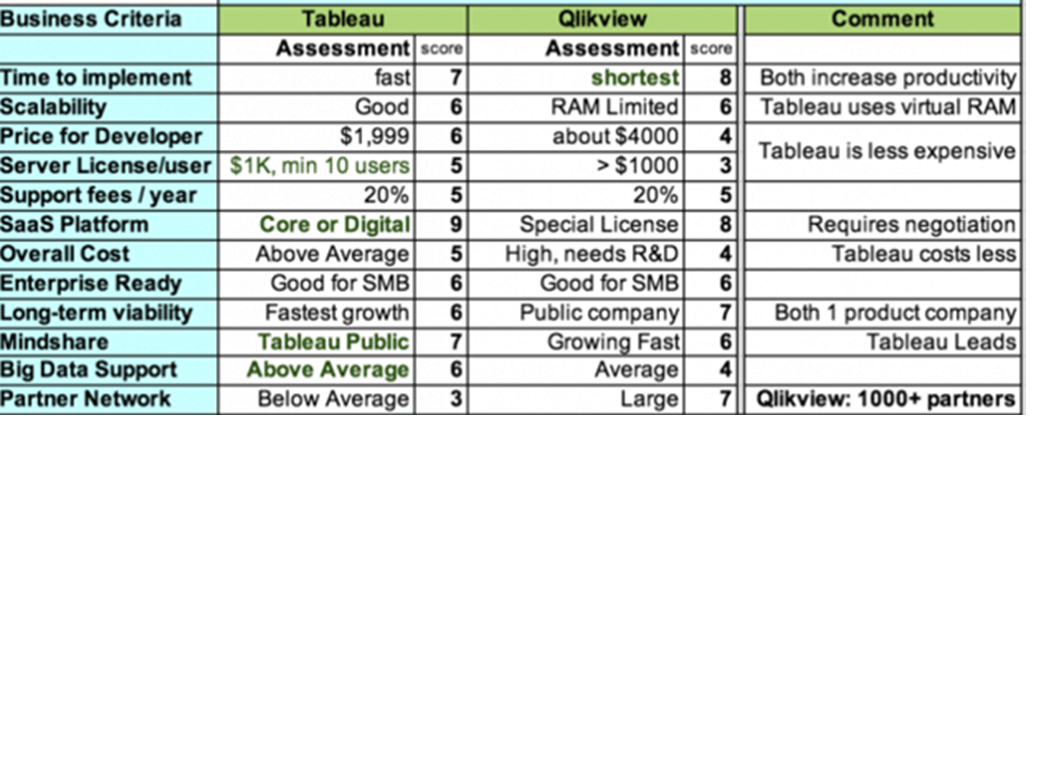 Business Criteria Tableau Qlikview Comment
Assessment score Assessment score
Time to implement fast 7 shortest 8 Both increase productivity
Scalability Good 6 RAM Limited 6 Tableau uses virtual RAM
Price for Developer $1,999 6 about $4000 4
Tableau is less expensive
Server License/user $1K, min 10 users 5 > $1000 3
Support fees / year 20% 5 20% 5
SaaS Platform Core or Digital 9 Special License 8 Requires negotiation
Overall Cost Above Average 5 High, needs R&D 4 Tableau costs less
Enterprise Ready Good for SMB 6 Good for SMB 6
Long-term viability Fastest growth 6 Public company 7 Both 1 product company
Mindshare Tableau Public 7 Growing Fast 6 Tableau Leads
Big Data Support Above Average 6 Average 4
Partner Network Below Average 3 Large 7 Qlikview: 1000+ partners